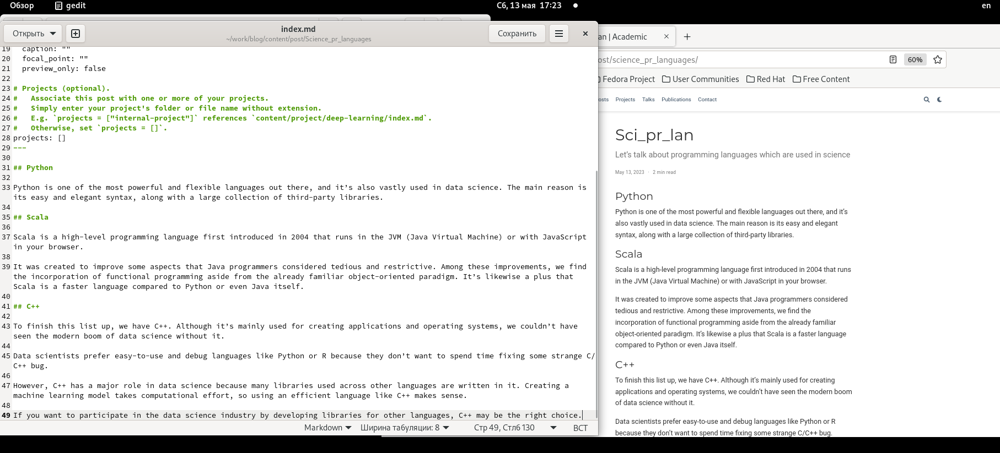 Обзор
gedit
Сб, 13 мая 17:23
en
Открыть
index.md
~/work/blog/content/post/Science_pr_languages
Сохранить
19 caption: ""
20 focal_point: ""
21 preview_only: false
22
23 # Projects (optional).
24 #   Associate this post with one or more of your projects.
25 #   Simply enter your project's folder or file name without extension.
26 #   E.g. `projects = ["internal-project"]` references `content/project/deep-learning/index.md`.
27 #   Otherwise, set `projects = []`.
28 projects: []
29 ---
30
31 ## Python
32
33 Python is one of the most powerful and flexible languages out there, and it’s also vastly used in data science. The main reason is
its easy and elegant syntax, along with a large collection of third-party libraries.
34
35 ## Scala
36
37 Scala is a high-level programming language first introduced in 2004 that runs in the JVM (Java Virtual Machine) or with JavaScript
in your browser.
38
39 It was created to improve some aspects that Java programmers considered tedious and restrictive. Among these improvements, we find
the incorporation of functional programming aside from the already familiar object-oriented paradigm. It’s likewise a plus that
Scala is a faster language compared to Python or even Java itself.
40
41 ## C++
42
43 To finish this list up, we have C++. Although it’s mainly used for creating applications and operating systems, we couldn’t have
seen the modern boom of data science without it.
44
45 Data scientists prefer easy-to-use and debug languages like Python or R because they don’t want to spend time fixing some strange C/
C++ bug.
46
47 However, C++ has a major role in data science because many libraries used across other languages are written in it. Creating a
machine learning model takes computational effort, so using an efficient language like C++ makes sense.
48
49 If you want to participate in the data science industry by developing libraries for other languages, C++ may be the right choice.
Markdown
Ширина табуляции: 8
Стр 49, Стлб 130
ВСТ
an | Academic
ost/science_pr_languages/
60%
Fedora Project
User Communities
Red Hat
Free Content
osts
Projects
Talks
Publications
Contact
Sci_pr_lan
Let’s talk about programming languages which are used in science
May 13, 2023 · 2 min read
Python
Python is one of the most powerful and flexible languages out there, and it’s
also vastly used in data science. The main reason is its easy and elegant
syntax, along with a large collection of third-party libraries.
Scala
Scala is a high-level programming language first introduced in 2004 that runs
in the JVM (Java Virtual Machine) or with JavaScript in your browser.
It was created to improve some aspects that Java programmers considered
tedious and restrictive. Among these improvements, we find the
incorporation of functional programming aside from the already familiar
object-oriented paradigm. It’s likewise a plus that Scala is a faster language
compared to Python or even Java itself.
C++
To finish this list up, we have C++. Although it’s mainly used for creating
applications and operating systems, we couldn’t have seen the modern boom
of data science without it.
Data scientists prefer easy-to-use and debug languages like Python or R
because they don’t want to spend time fixing some strange C/C++ bug.